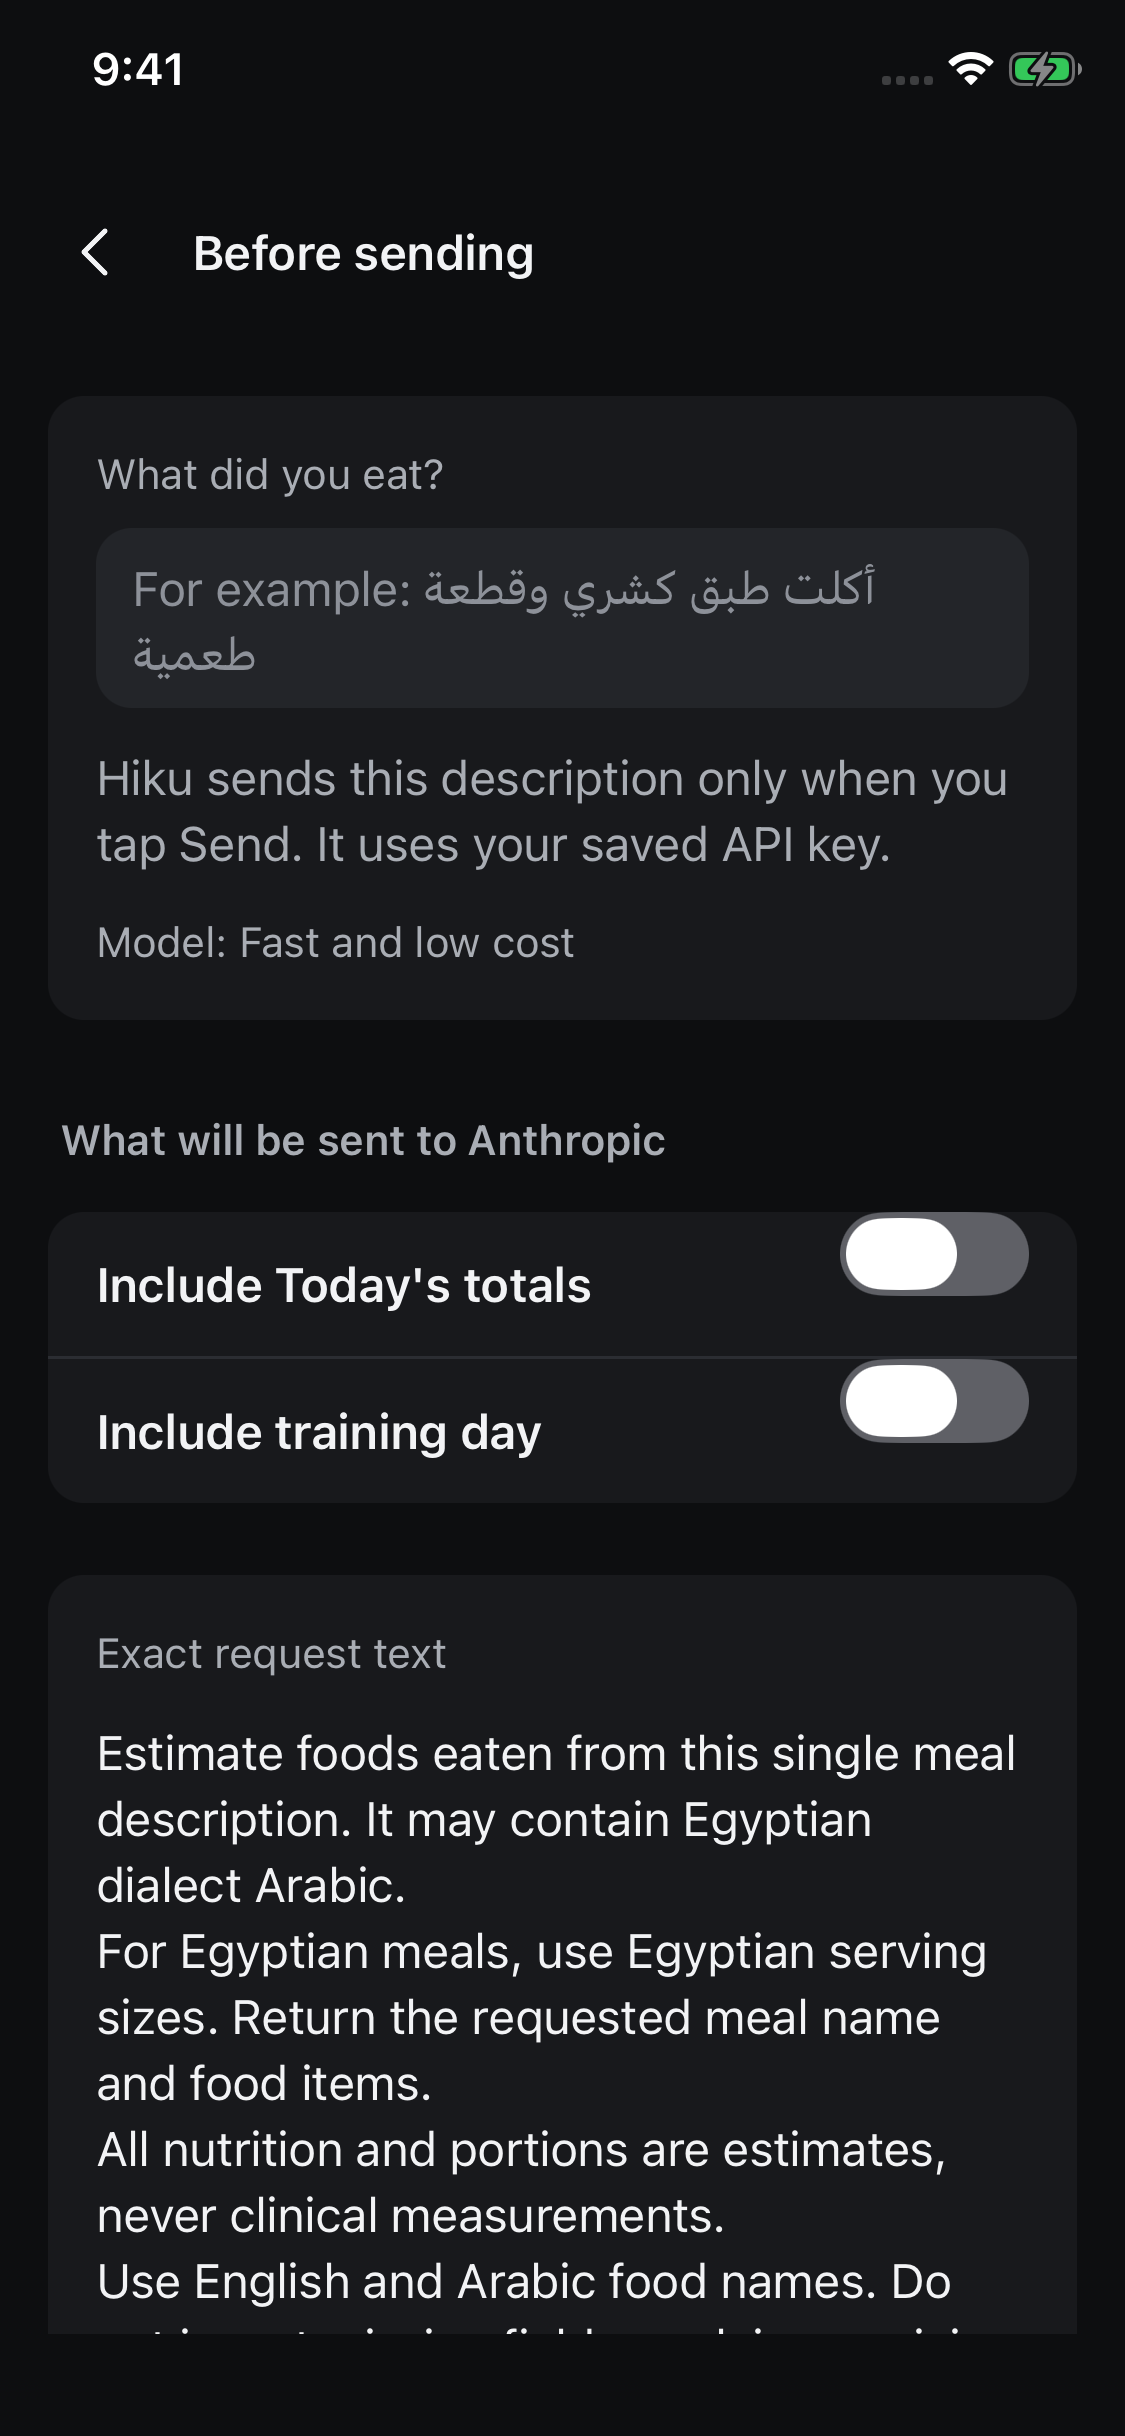 9:41
Before sending
What did you eat?
For example: أكلت طبق كشري وقطعة
طعمية
Hiku sends this description only when you
tap Send. It uses your saved API key.
Model: Fast and low cost
What will be sent to Anthropic
Include Today's totals
Include training day
Exact request text
Estimate foods eaten from this single meal
description. It may contain Egyptian
dialect Arabic.
For Egyptian meals, use Egyptian serving
sizes. Return the requested meal name
and food items.
All nutrition and portions are estimates,
never clinical measurements.
Use English and Arabic food names. Do